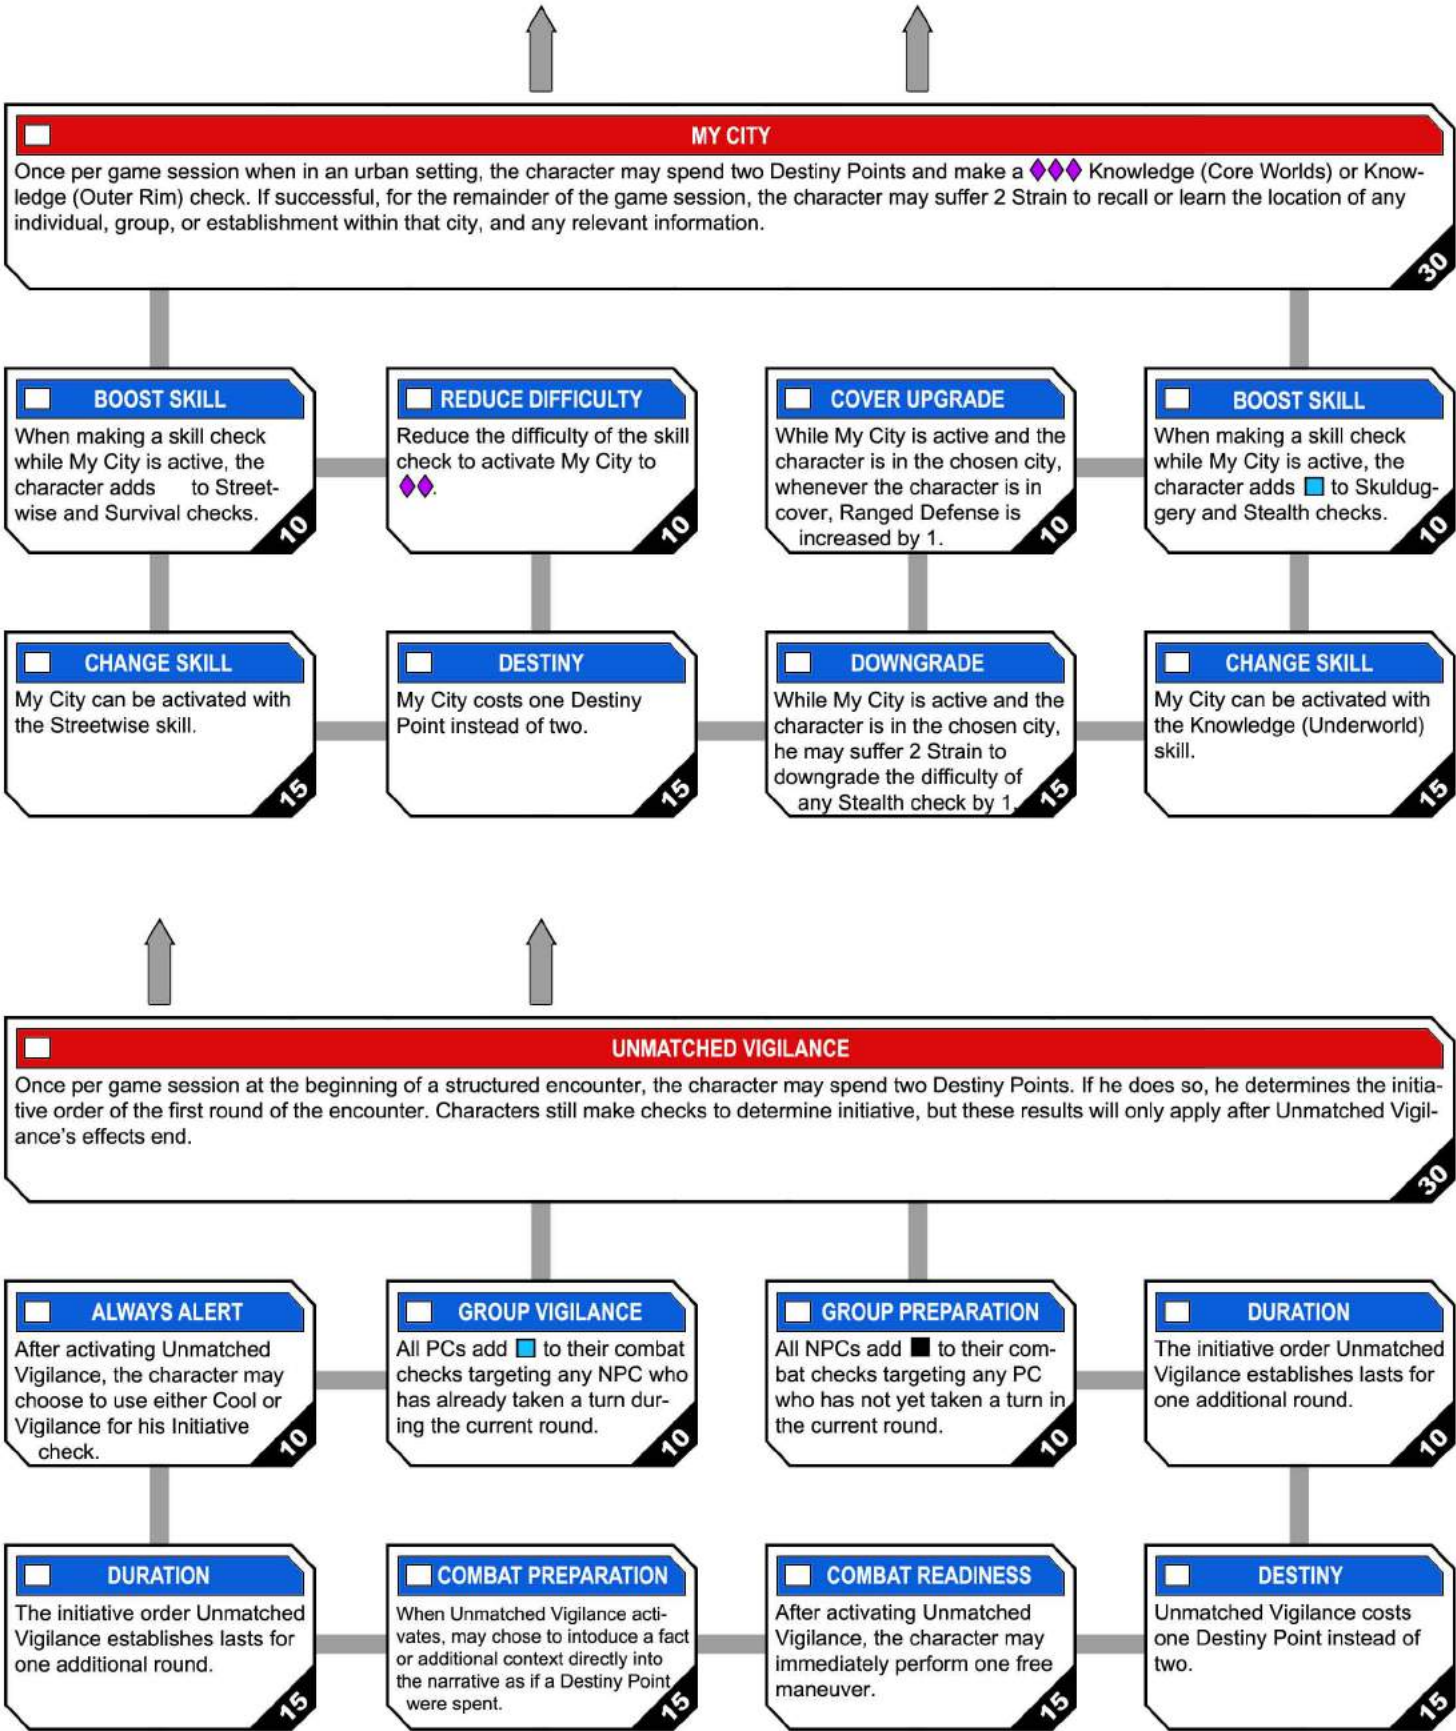 MY CITY
Once per game session when in an urban setting, the character may spend two Destiny Points and make a Knowledge (Core Worlds) or Know-
ledge (Outer Rim) check. If successful, for the remainder of the game session, the character may suffer 2 Strain to recall or learn the location of any
individual, group, or establishment within that city, and any relevant information.
30
BOOST SKILL
When making a skill check
while My City is active, the
character adds to Street-
wise and Survival checks.
10
REDUCE DIFFICULTY
Reduce the difficulty of the skill
check to activate My City to
.
10
COVER UPGRADE
While My City is active and the
character is in the chosen city,
whenever the character is in
cover, Ranged Defense is
increased by 1.
10
BOOST SKILL
When making a skill check
while My City is active, the
character adds to Skuldug-
gery and Stealth checks.
10
CHANGE SKILL
My City can be activated with
the Streetwise skill.
15
DESTINY
My City costs one Destiny
Point instead of two.
15
DOWNGRADE
While My City is active and the
character is in the chosen city,
he may suffer 2 Strain to
downgrade the difficulty of
any Stealth check by 1.
15
CHANGE SKILL
My City can be activated with
the Knowledge (Underworld)
skill.
15
UNMATCHED VIGILANCE
Once per game session at the beginning of a structured encounter, the character may spend two Destiny Points. If he does so, he determines the initia-
tive order of the first round of the encounter. Characters still make checks to determine initiative, but these results will only apply after Unmatched Vigil-
ance's effects end.
30
ALWAYS ALERT
After activating Unmatched
Vigilance, the character may
choose to use either Cool or
Vigilance for his Initiative
check.
10
GROUP VIGILANCE
All PCs add to their combat
checks targeting any NPC who
has already taken a turn dur-
ing the current round.
10
GROUP PREPARATION
All NPCs add to their com-
bat checks targeting any PC
who has not yet taken a turn in
the current round.
10
DURATION
The initiative order Unmatched
Vigilance establishes lasts for
one additional round.
10
DURATION
The initiative order Unmatched
Vigilance establishes lasts for
one additional round.
15
COMBAT PREPARATION
When Unmatched Vigilance acti-
vates, may chose to intoduce a fact
or additional context directly into
the narrative as if a Destiny Point
were spent.
15
COMBAT READINESS
After activating Unmatched
Vigilance, the character may
immediately perform one free
maneuver.
15
DESTINY
Unmatched Vigilance costs
one Destiny Point instead of
two.
15